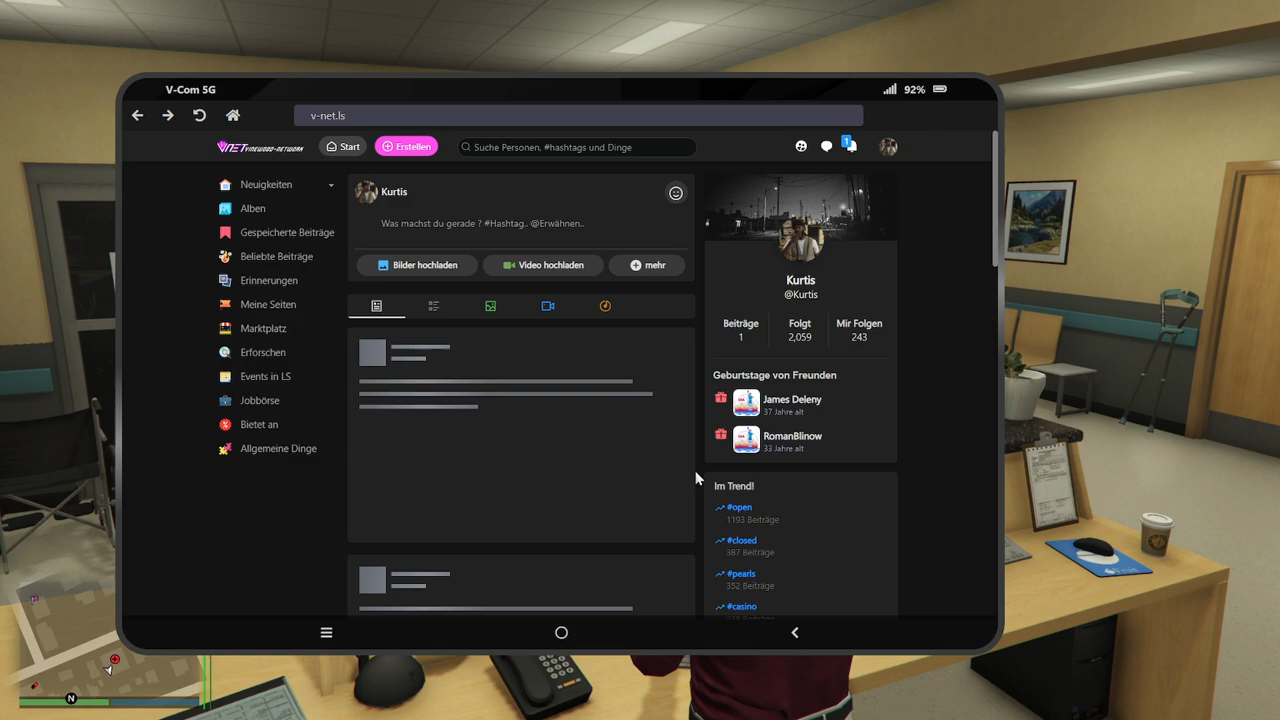 V-Com 5G
92%
v-net.ls
VNET VINEWOOD-NETWORK
Start
Erstellen
Suche Personen, #hashtags und Dinge
1
Neuigkeiten
Alben
Gespeicherte Beiträge
Beliebte Beiträge
Erinnerungen
Meine Seiten
Marktplatz
Erforschen
Events in LS
Jobbörse
Bietet an
Allgemeine Dinge
Kurtis
Was machst du gerade ? #Hashtag.. @Erwähnen..
Bilder hochladen
Video hochladen
mehr
Kurtis
@Kurtis
Beiträge
1
Folgt
2,059
Mir Folgen
243
Geburtstage von Freunden
James Deleny
37 Jahre alt
RomanBlinow
33 Jahre alt
Im Trend!
#open
1193 Beiträge
#closed
387 Beiträge
#pearls
352 Beiträge
#casino
N